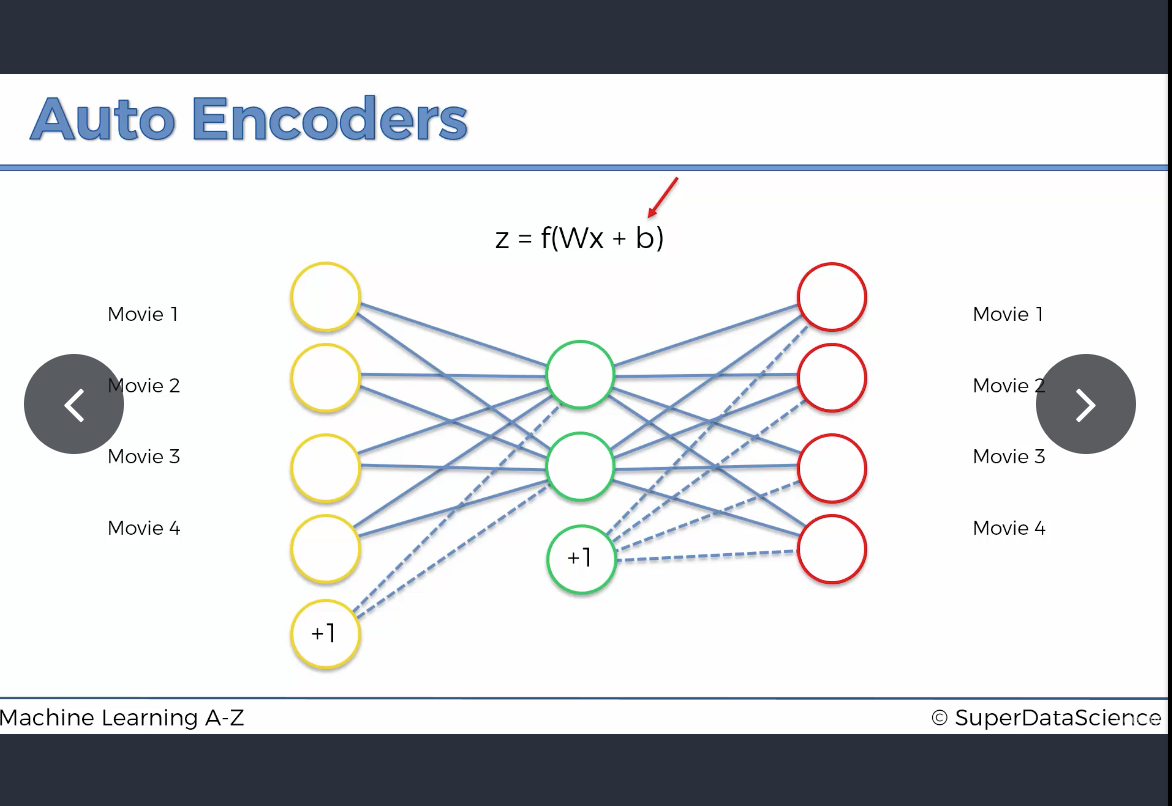 Auto Encoders
z = f(Wx + b)
Movie 1
Movie 1
Movie 2
Movie 2
Movie 3
Movie 3
Movie 4
+1
Movie 4
+1
Machine Learning A-Z
© SuperDataScience